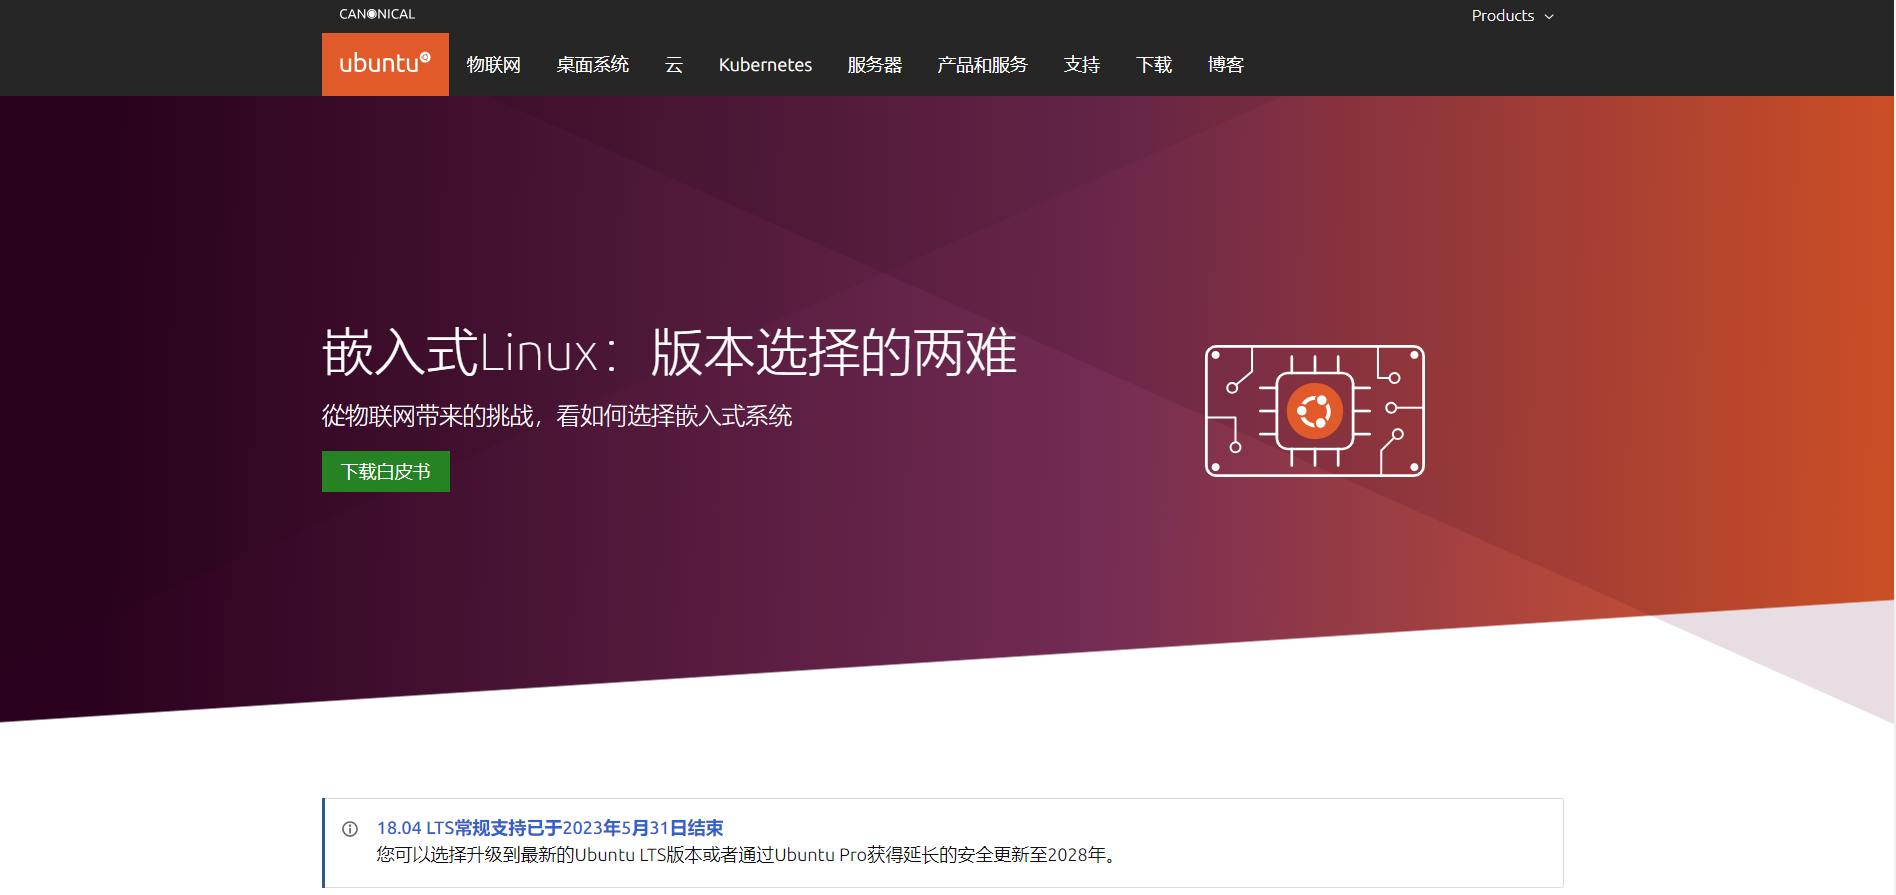 CANONICAL
Products
ubuntu
物联网 桌面系统 云 Kubernetes 服务器 产品和服务 支持 下载 博客
嵌入式Linux：版本选择的两难
從物联网带来的挑战，看如何选择嵌入式系统
下载白皮书
18.04 LTS常规支持已于2023年5月31日结束
您可以选择升级到最新的Ubuntu LTS版本或者通过Ubuntu Pro获得延长的安全更新至2028年。